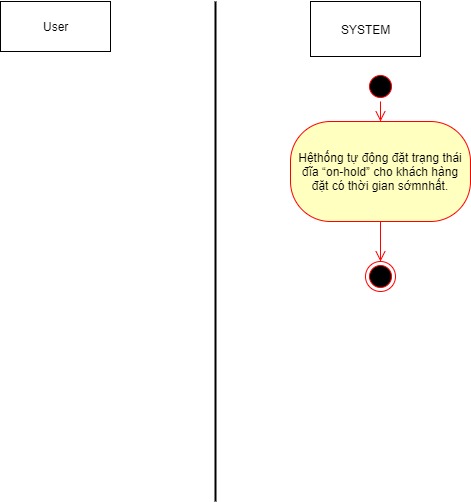 User
SYSTEM
Hệthống tự động đặt trạng thái
đĩa “on-hold” cho khách hàng
đặt có thời gian sớmnhất.